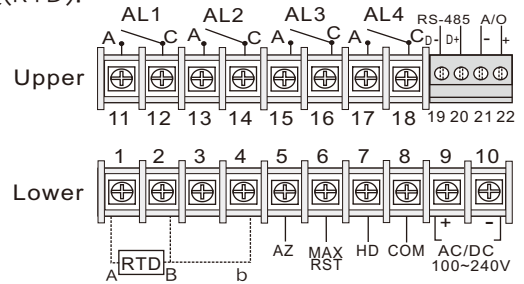 (RTD).
AL1 AL2 AL3 AL4 RS-485 A/O
A C A C A C A C D- D+ - +
Upper
11 12 13 14 15 16 17 18 19 20 21 22
1 2 3 4 5 6 7 8 9 10
Lower
+ -
AZ MAX RST HD COM AC/DC 100~240V
A RTD B b